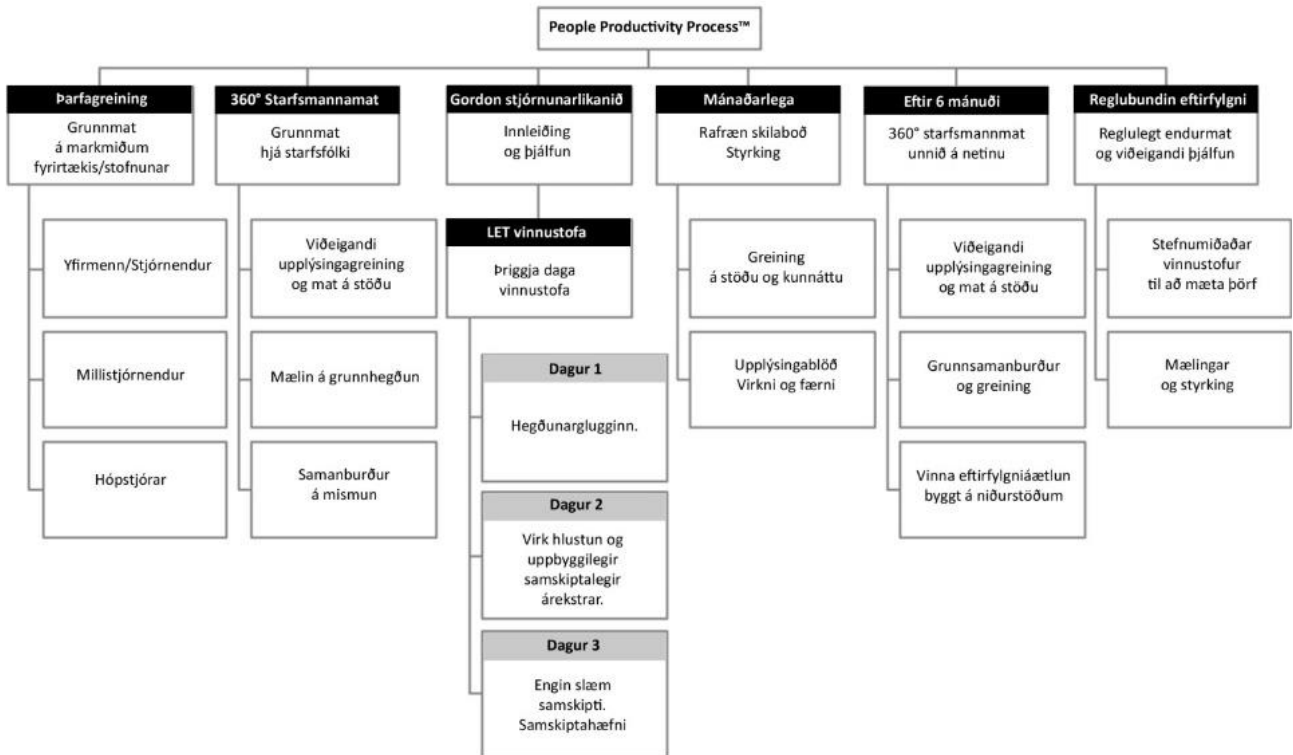 People Productivity Process™
Þarfagreining
Grunnmat
á markmiðum
fyrirtækis/stofnunar
Yfirmenn/Stjórnendur
Millistjórnendur
Hópstjórar
360° Starfsmannamat
Grunnmat
hjá starfsfólki
Viðeigandi
upplýsingagreining
og mat á stöðu
Mælin á grunnhegðun
Samanburður
á mismun
Gordon stjórnunarlikanið
Innleiðing
og þjálfun
LET vinnustofa
Þriggja daga
vinnustofa
Dagur 1
Hegðunarglugginn.
Dagur 2
Virk hlustun og
uppbyggilegir
samskiptalegir
árekstrar.
Dagur 3
Engin slæm
samskipti.
Samskiptahæfni
Mánaðarlega
Rafræn skilaboð
Styrking
Greining
á stöðu og kunnáttu
Upplýsingablöð
Virkni og færni
Eftir 6 mánuði
360° starfsmannmat
unnið á netinu
Viðeigandi
upplýsingagreining
og mat á stöðu
Grunnsamanburður
og greining
Vinna eftirfylgniáætlun
byggt á niðurstöðum
Reglubundin eftirfylgni
Reglulegt endurmat
og viðeigandi þjálfun
Stefnumiðaðar
vinnustofur
til að mæta þörf
Mælingar
og styrking